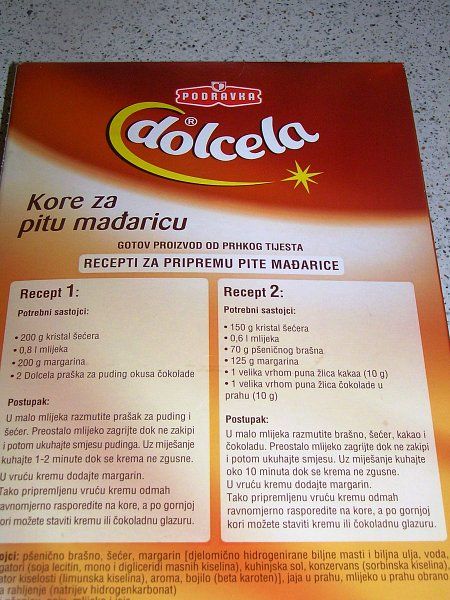 PODRAVKA
dolcela®
Kore za
pitu mađaricu
GOTOV PROIZVOD OD PRHKOG TIJESTA
RECEPTI ZA PRIPREMU PITE MAĐARICE
Recept 1:
Potrebni sastojci:
• 200 g kristal šećera
• 0,8 l mlijeka
• 200 g margarina
• 2 Dolcela praška za puding okusa čokolade
Postupak:
U malo mlijeka razmutite prašak za puding i
šećer. Preostalo mlijeko zagrijte dok ne zakipi
i potom ukuhajte smjesu pudinga. Uz miješanje
kuhajte 1-2 minute dok se krema ne zgusne.
U vruću kremu dodajte margarin.
Tako pripremljenu vruću kremu odmah
ravnomjerno rasporedite na kore, a po gornjoj
kori možete staviti kremu ili čokoladnu glazuru.
Recept 2:
Potrebni sastojci:
• 150 g kristal šećera
• 0,6 l mlijeka
• 70 g pšeničnog brašna
• 125 g margarina
• 1 velika vrhom puna žlica kakaa (10 g)
• 1 velika vrhom puna žlica čokolade u
prahu (10 g)
Postupak:
U malo mlijeka razmutite brašno, šećer, kakao i
čokoladu. Preostalo mlijeko zagrijte dok ne zakipi
i potom ukuhajte smjesu. Uz miješanje kuhajte
oko 10 minuta dok se krema ne zgusne.
U vruću kremu dodajte margarin.
Tako pripremljenu vruću kremu odmah
ravnomjerno rasporedite na kore, a po gornjoj
kori možete staviti kremu ili čokoladnu glazuru.
ojci: pšenično brašno, šećer, margarin [djelomično hidrogenirane biljne masti i biljna ulja, voda,
gatori (soja lecitin, mono i digliceridi masnih kiselina), kuhinjska sol, konzervans (sorbinska kiselina),
ator kiselosti (limunska kiselina), aroma, bojilo (beta karoten)], jaja u prahu, mlijeko u prahu obrano
a rahljenje (natrijev hidrogenkarbonat)